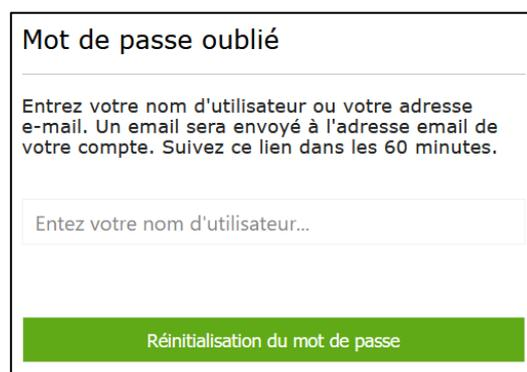 Mot de passe oublié
Entrez votre nom d'utilisateur ou votre adresse
e-mail. Un email sera envoyé à l'adresse email de
votre compte. Suivez ce lien dans les 60 minutes.
Entez votre nom d'utilisateur...
Réinitialisation du mot de passe